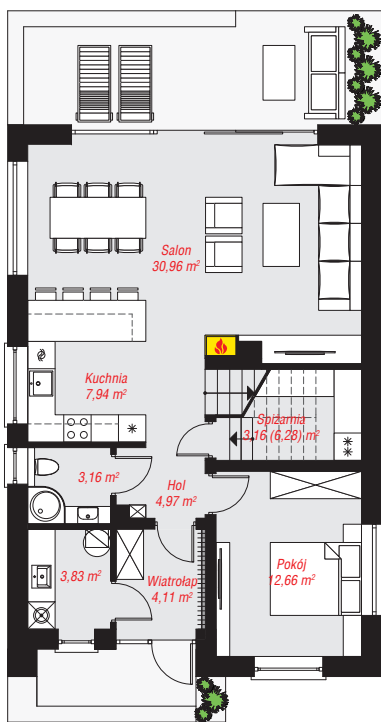 Salon
30,96 m²
Kuchnia
7,94 m²
Spiżarnia
3,16 (6,28) m²
3,16 m²
Hol
4,97 m²
3,83 m²
Wiatrołap
4,11 m²
Pokój
12,66 m²